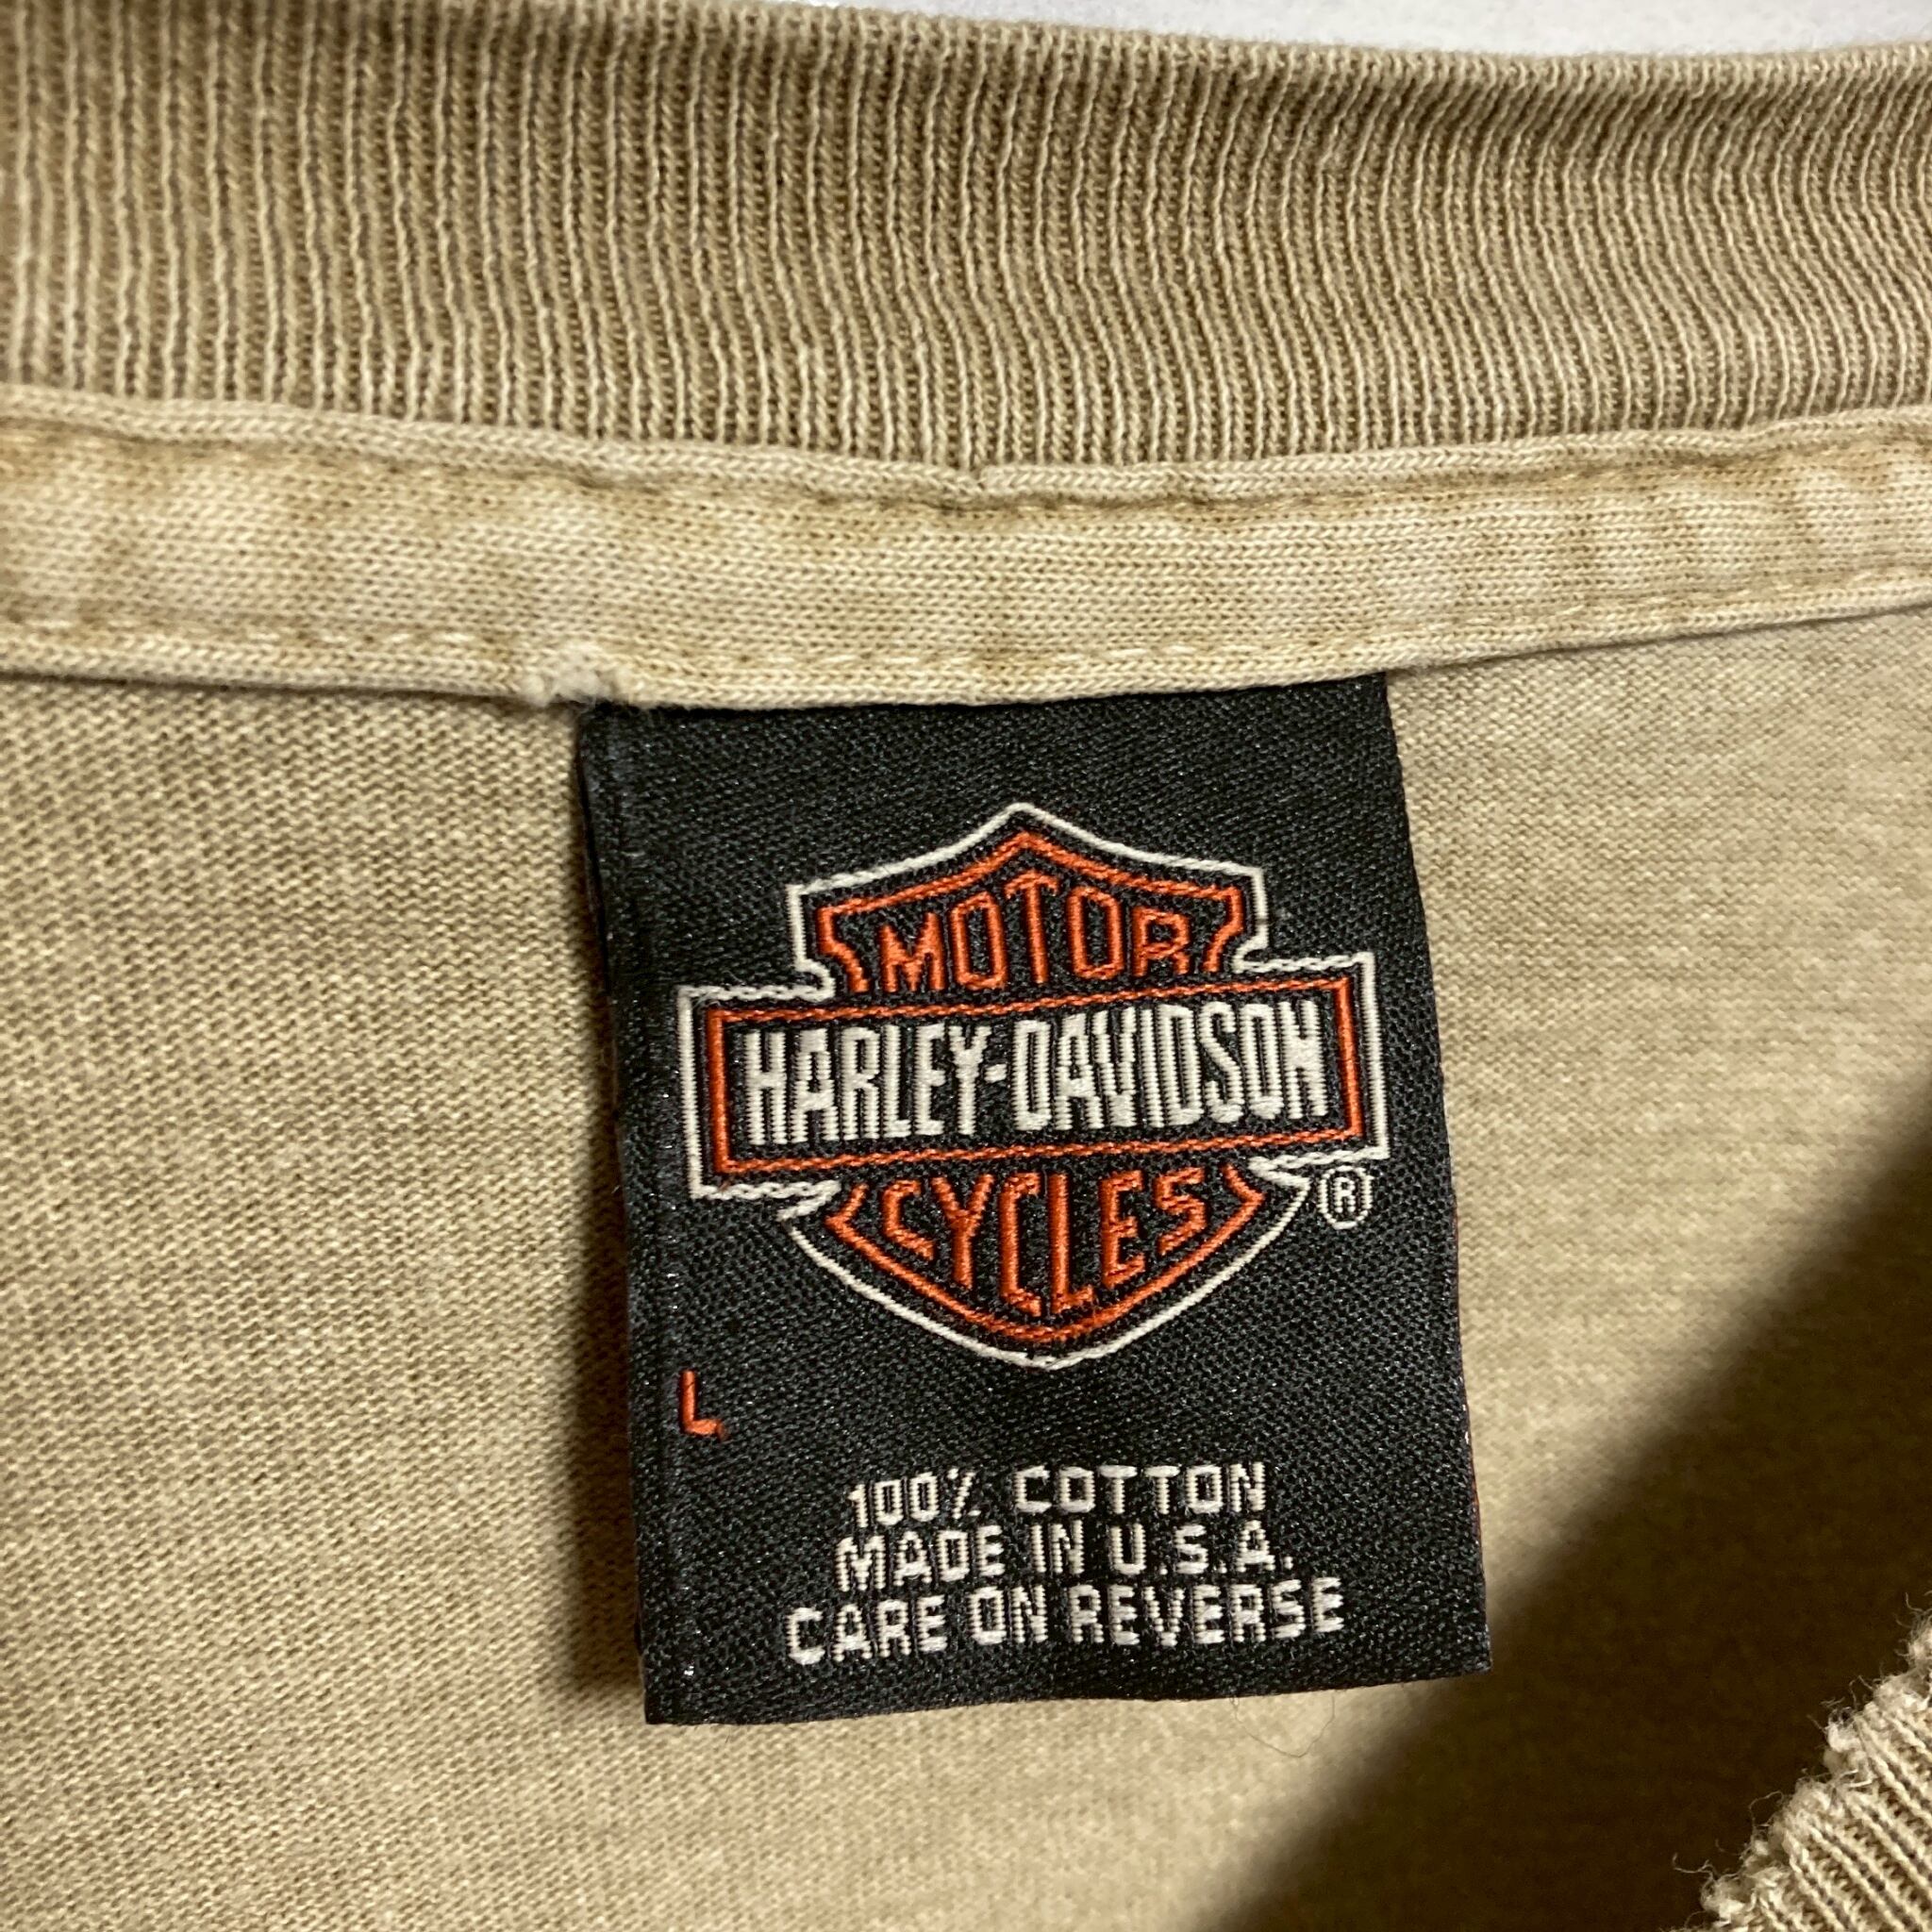 MOTOR
HARLEY-DAVIDSON
CYCLES
®
L
100% COTTON
MADE IN U.S.A.
CARE ON REVERSE